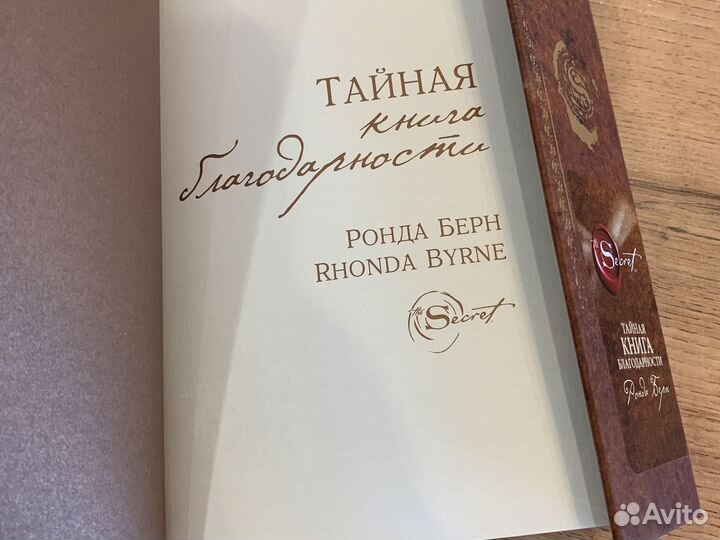 ТАЙНАЯ
книга
благодарности
РОНДА БЕРН
RHONDA BYRNE
the Secret
the Secret
ТАЙНАЯ
КНИГА
БЛАГОДАРНОСТИ
Ронда Берн
Avito